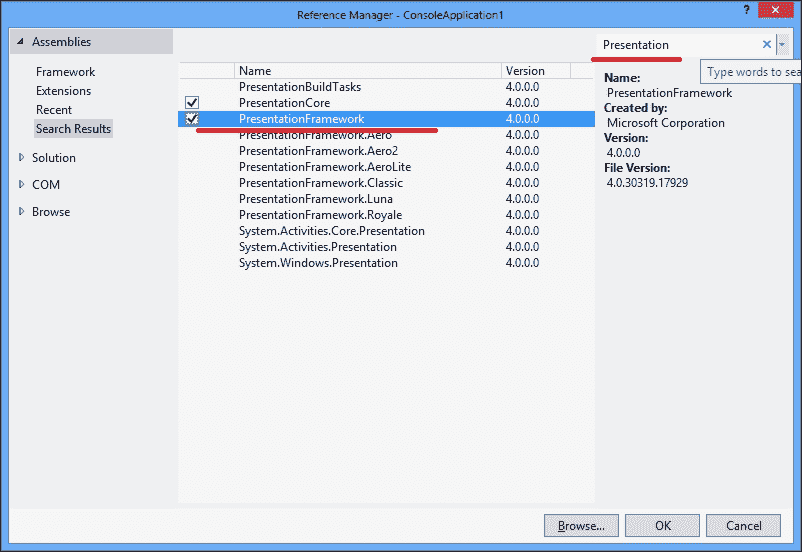 Reference Manager - ConsoleApplication1
?
Assemblies
Framework
Extensions
Recent
Search Results
Solution
COM
Browse
Name Version
PresentationBuildTasks 4.0.0.0
PresentationCore 4.0.0.0
PresentationFramework 4.0.0.0
PresentationFramework.Aero 4.0.0.0
PresentationFramework.Aero2 4.0.0.0
PresentationFramework.AeroLite 4.0.0.0
PresentationFramework.Classic 4.0.0.0
PresentationFramework.Luna 4.0.0.0
PresentationFramework.Royale 4.0.0.0
System.Activities.Core.Presentation 4.0.0.0
System.Activities.Presentation 4.0.0.0
System.Windows.Presentation 4.0.0.0
Presentation
Type words to sea
Name:
PresentationFramework
Created by:
Microsoft Corporation
Version:
4.0.0.0
File Version:
4.0.30319.17929
Browse... OK Cancel